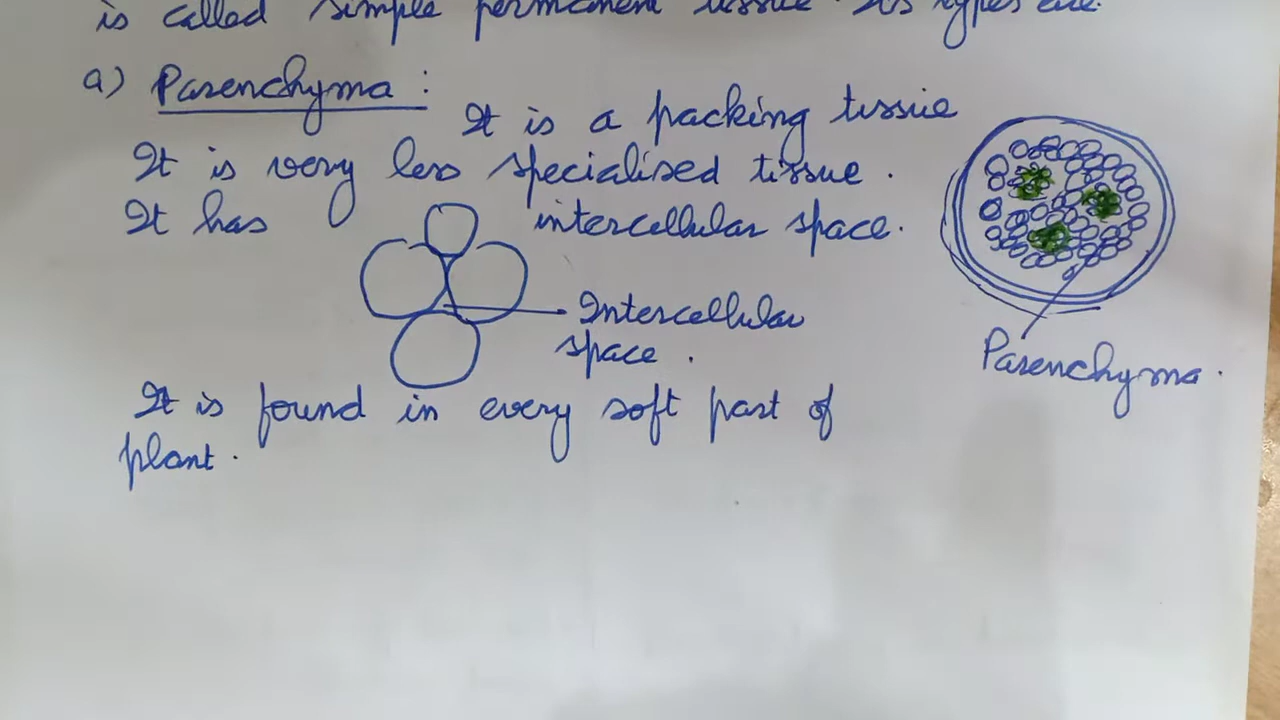 is called simple permanent tissue. Its types are:
a) Parenchyma :
It is a packing tissue
It is very less specialised tissue.
It has intercellular space.
Intercellular
space.
Parenchyma.
It is found in every soft part of
plant.